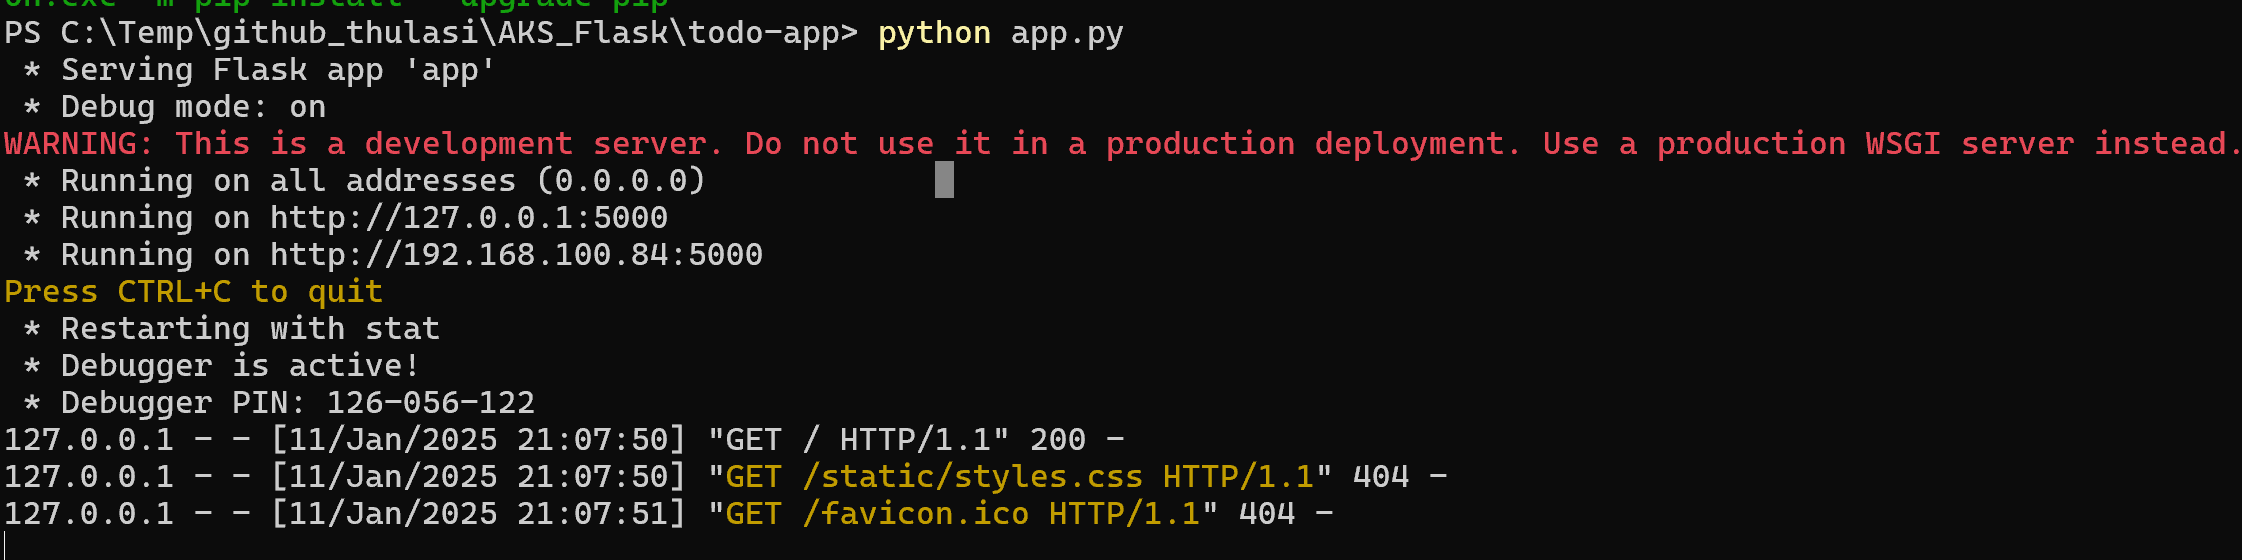 on.exe -m pip install --upgrade pip
PS C:\Temp\github_thulasi\AKS_Flask\todo-app> python app.py
 * Serving Flask app 'app'
 * Debug mode: on
WARNING: This is a development server. Do not use it in a production deployment. Use a production WSGI server instead.
 * Running on all addresses (0.0.0.0)
 * Running on http://127.0.0.1:5000
 * Running on http://192.168.100.84:5000
Press CTRL+C to quit
 * Restarting with stat
 * Debugger is active!
 * Debugger PIN: 126-056-122
127.0.0.1 - - [11/Jan/2025 21:07:50] "GET / HTTP/1.1" 200 -
127.0.0.1 - - [11/Jan/2025 21:07:50] "GET /static/styles.css HTTP/1.1" 404 -
127.0.0.1 - - [11/Jan/2025 21:07:51] "GET /favicon.ico HTTP/1.1" 404 -